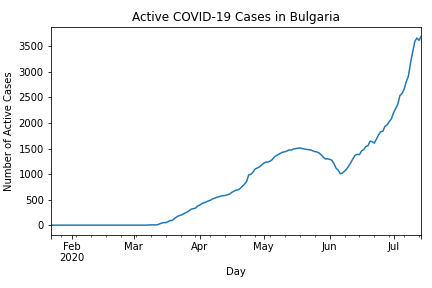 Active COVID-19 Cases in Bulgaria
Number of Active Cases
3500
3000
2500
2000
1500
1000
500
0
Feb Mar Apr May Jun Jul
2020
Day